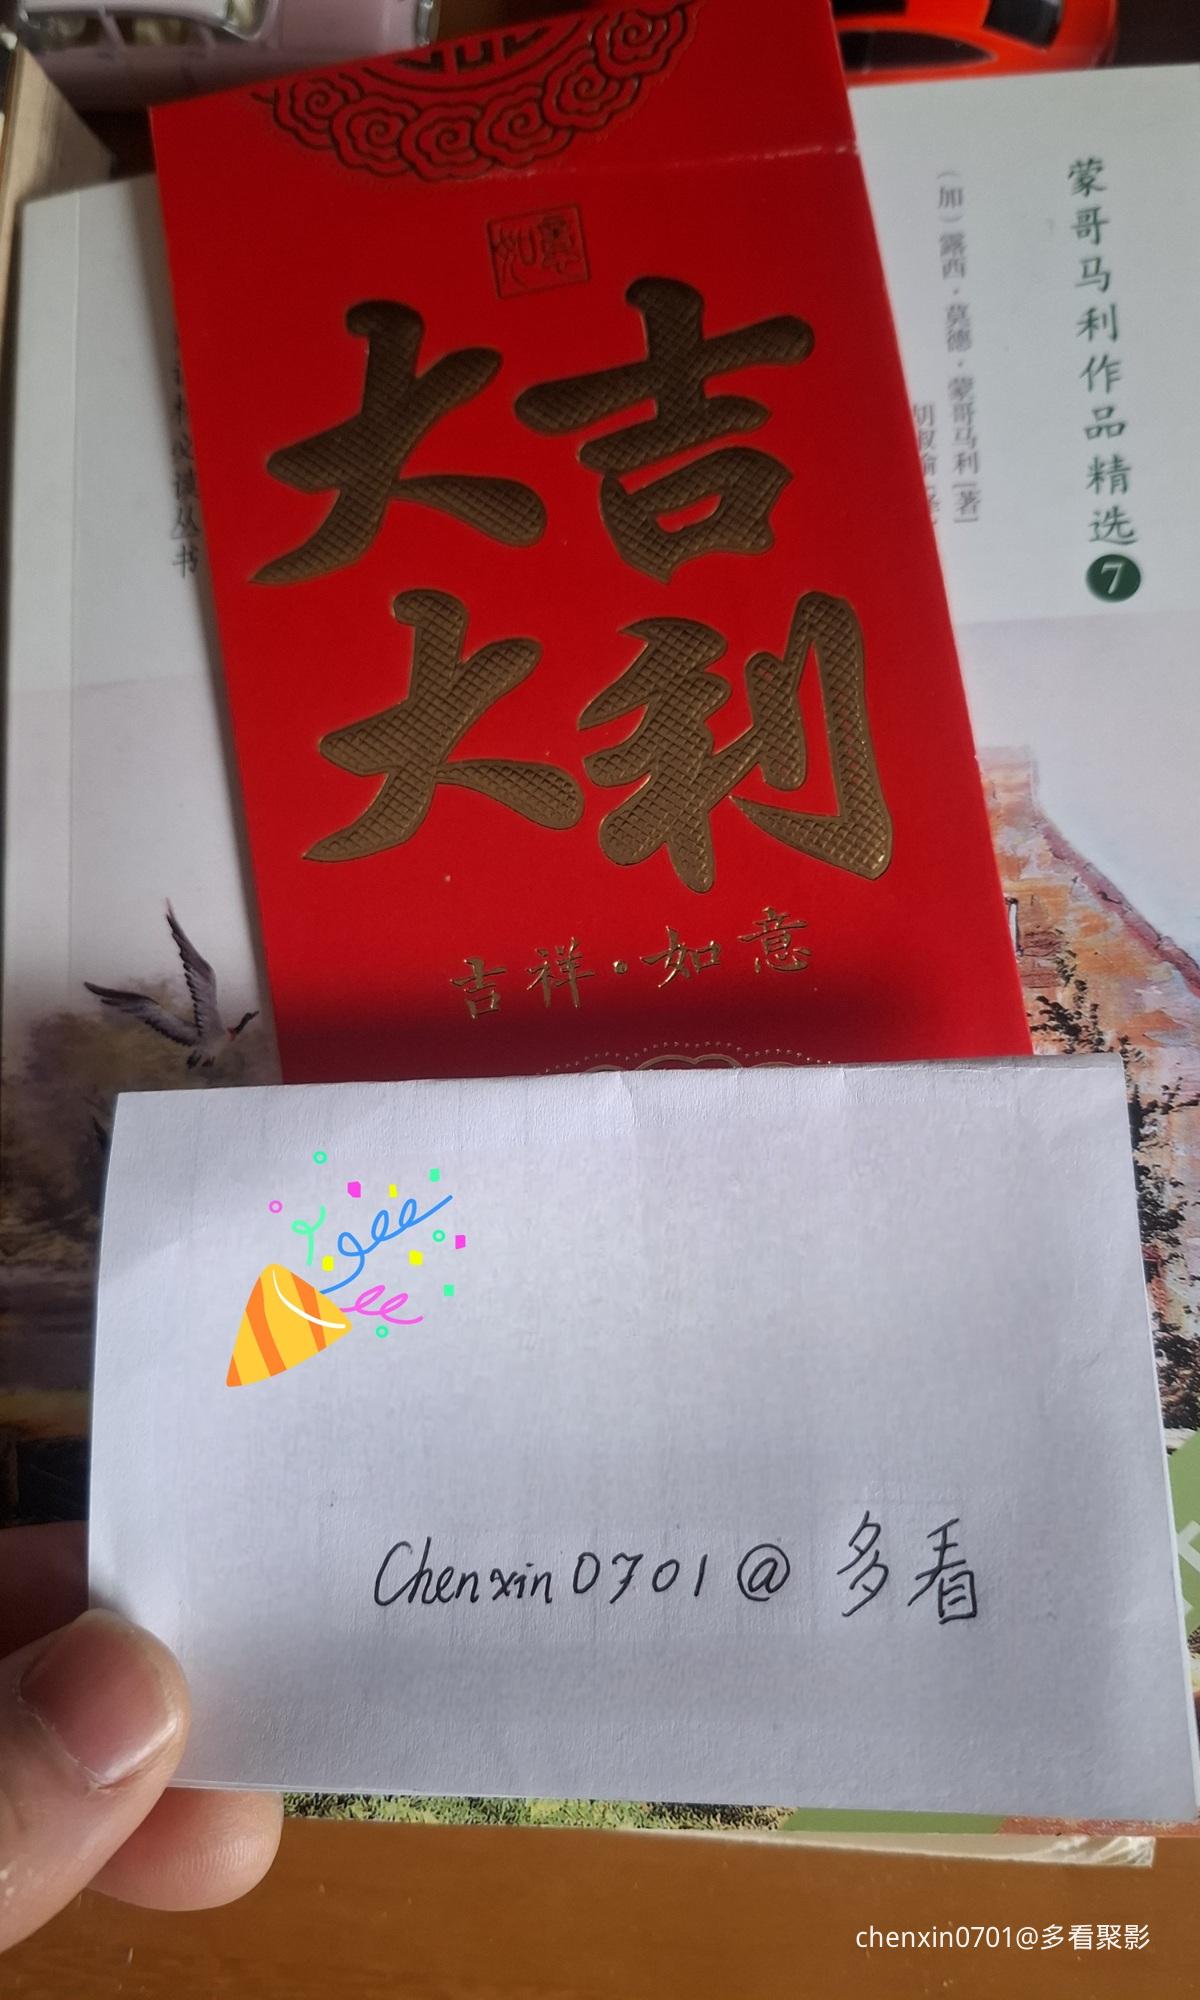 大吉
大利
吉祥·如意
蒙哥马利作品精选7
(加)露西·莫德·蒙哥马利[著]
Chenxin0701@多看
chenxin0701@多看聚影